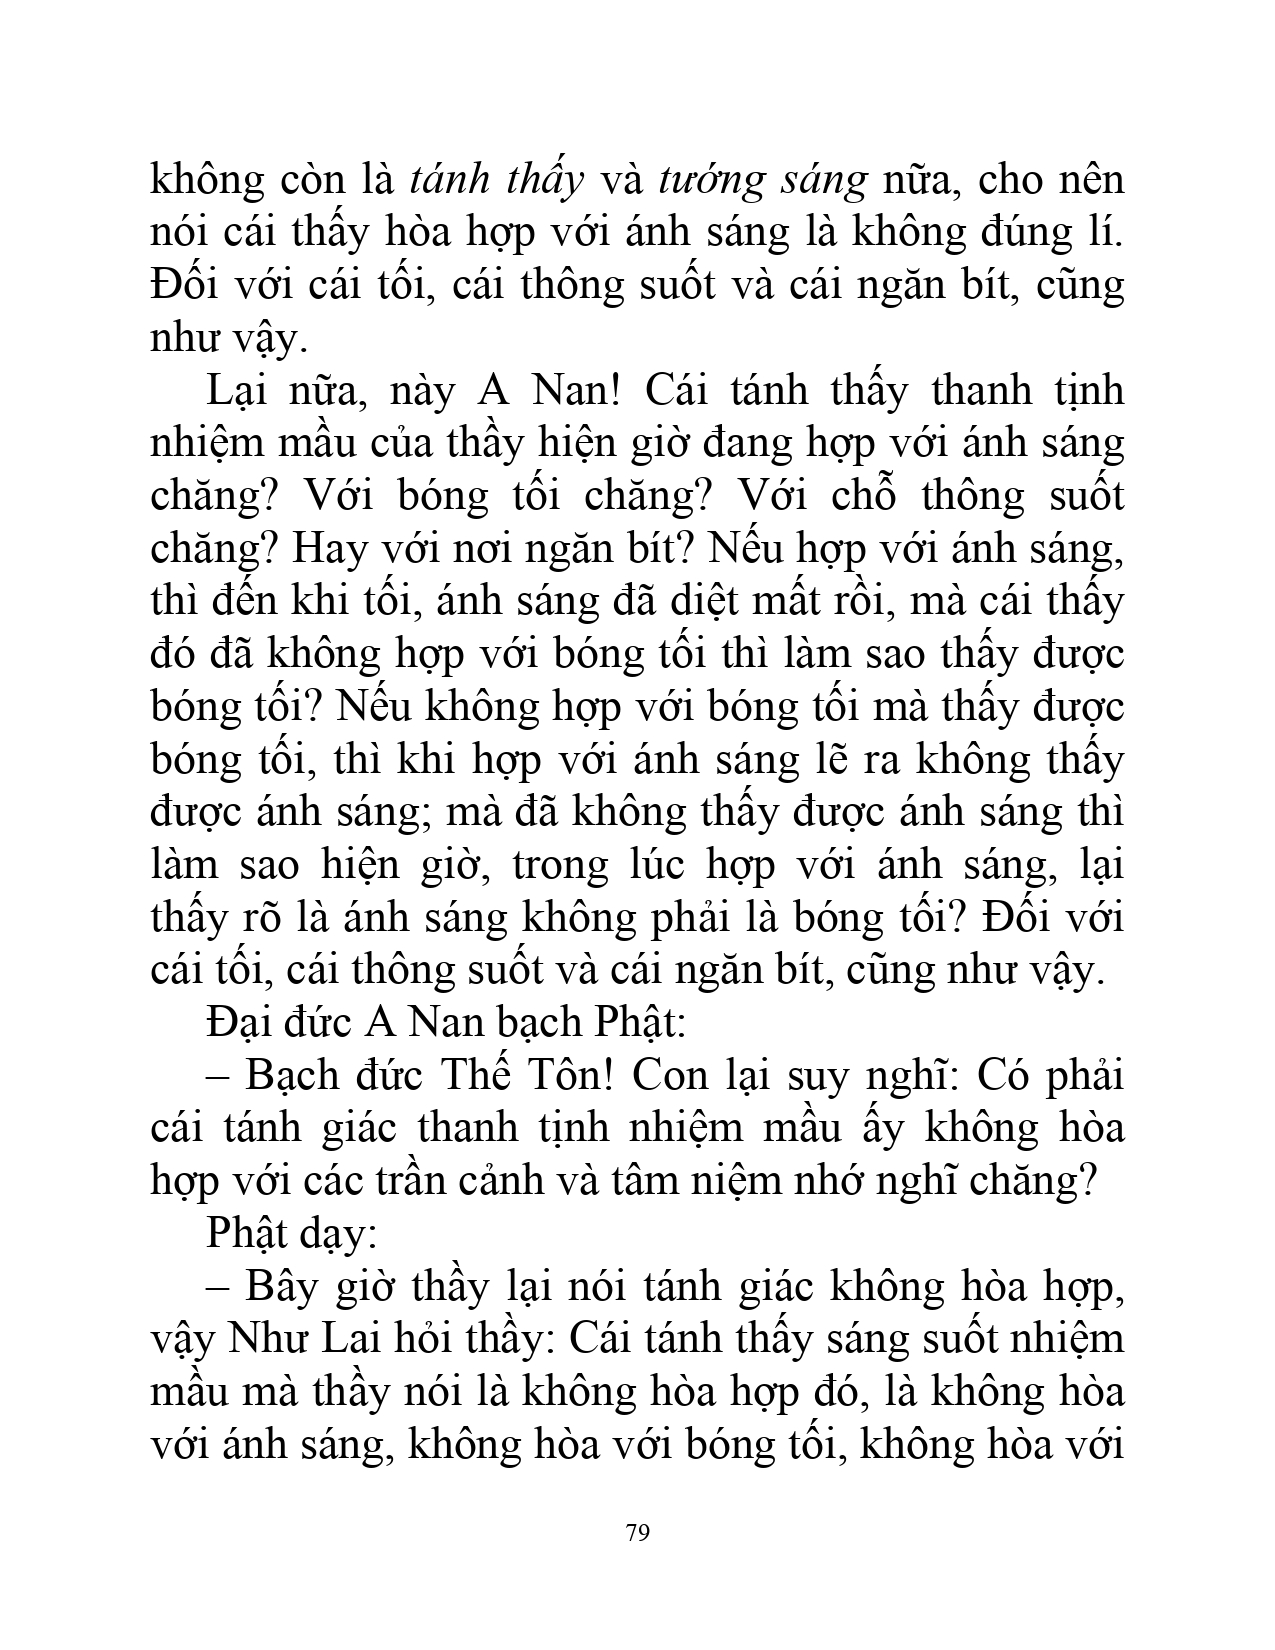 không còn là tánh thấy và tướng sáng nữa, cho nên
nói cái thấy hòa hợp với ánh sáng là không đúng lí.
Đối với cái tối, cái thông suốt và cái ngăn bít, cũng
như vậy.
Lại nữa, này A Nan! Cái tánh thấy thanh tịnh
nhiệm mầu của thầy hiện giờ đang hợp với ánh sáng
chăng? Với bóng tối chăng? Với chỗ thông suốt
chăng? Hay với nơi ngăn bít? Nếu hợp với ánh sáng,
thì đến khi tối, ánh sáng đã diệt mất rồi, mà cái thấy
đó đã không hợp với bóng tối thì làm sao thấy được
bóng tối? Nếu không hợp với bóng tối mà thấy được
bóng tối, thì khi hợp với ánh sáng lẽ ra không thấy
được ánh sáng; mà đã không thấy được ánh sáng thì
làm sao hiện giờ, trong lúc hợp với ánh sáng, lại
thấy rõ là ánh sáng không phải là bóng tối? Đối với
cái tối, cái thông suốt và cái ngăn bít, cũng như vậy.
Đại đức A Nan bạch Phật:
– Bạch đức Thế Tôn! Con lại suy nghĩ: Có phải
cái tánh giác thanh tịnh nhiệm mầu ấy không hòa
hợp với các trần cảnh và tâm niệm nhớ nghĩ chăng?
Phật dạy:
– Bây giờ thầy lại nói tánh giác không hòa hợp,
vậy Như Lai hỏi thầy: Cái tánh thấy sáng suốt nhiệm
mầu mà thầy nói là không hòa hợp đó, là không hòa
với ánh sáng, không hòa với bóng tối, không hòa với
79